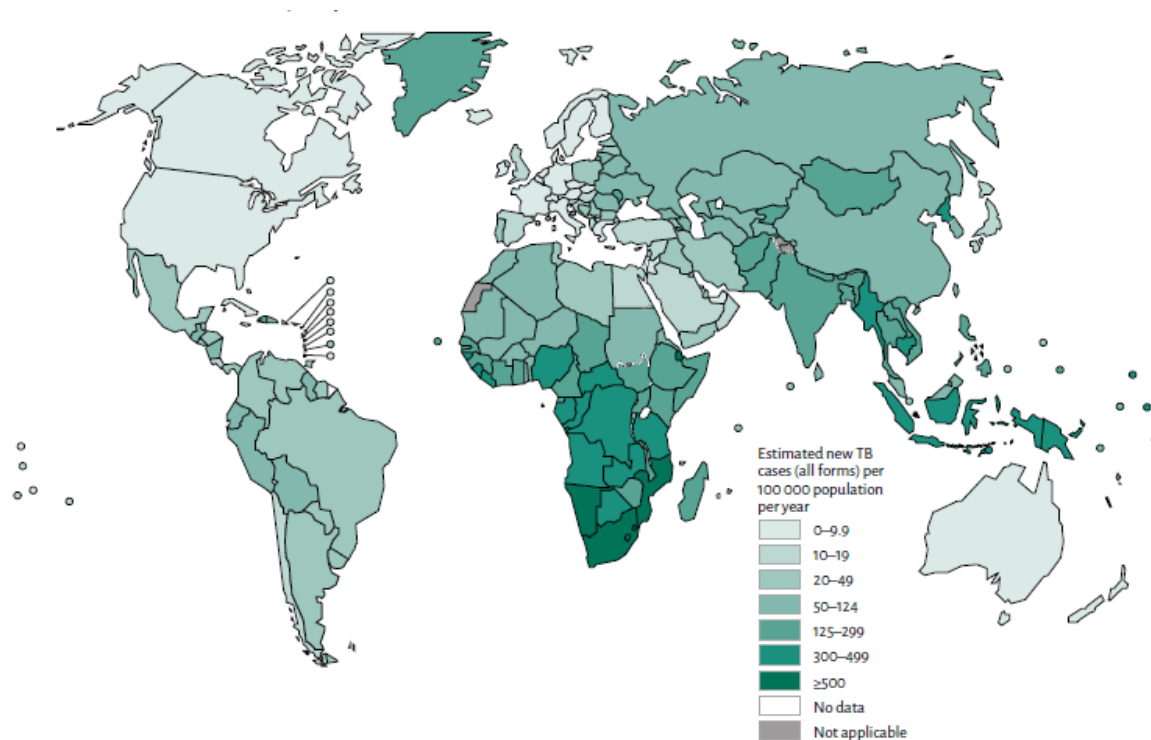 Estimated new TB
cases (all forms) per
100 000 population
per year
0–9.9
10–19
20–49
50–124
125–299
300–499
≥500
No data
Not applicable